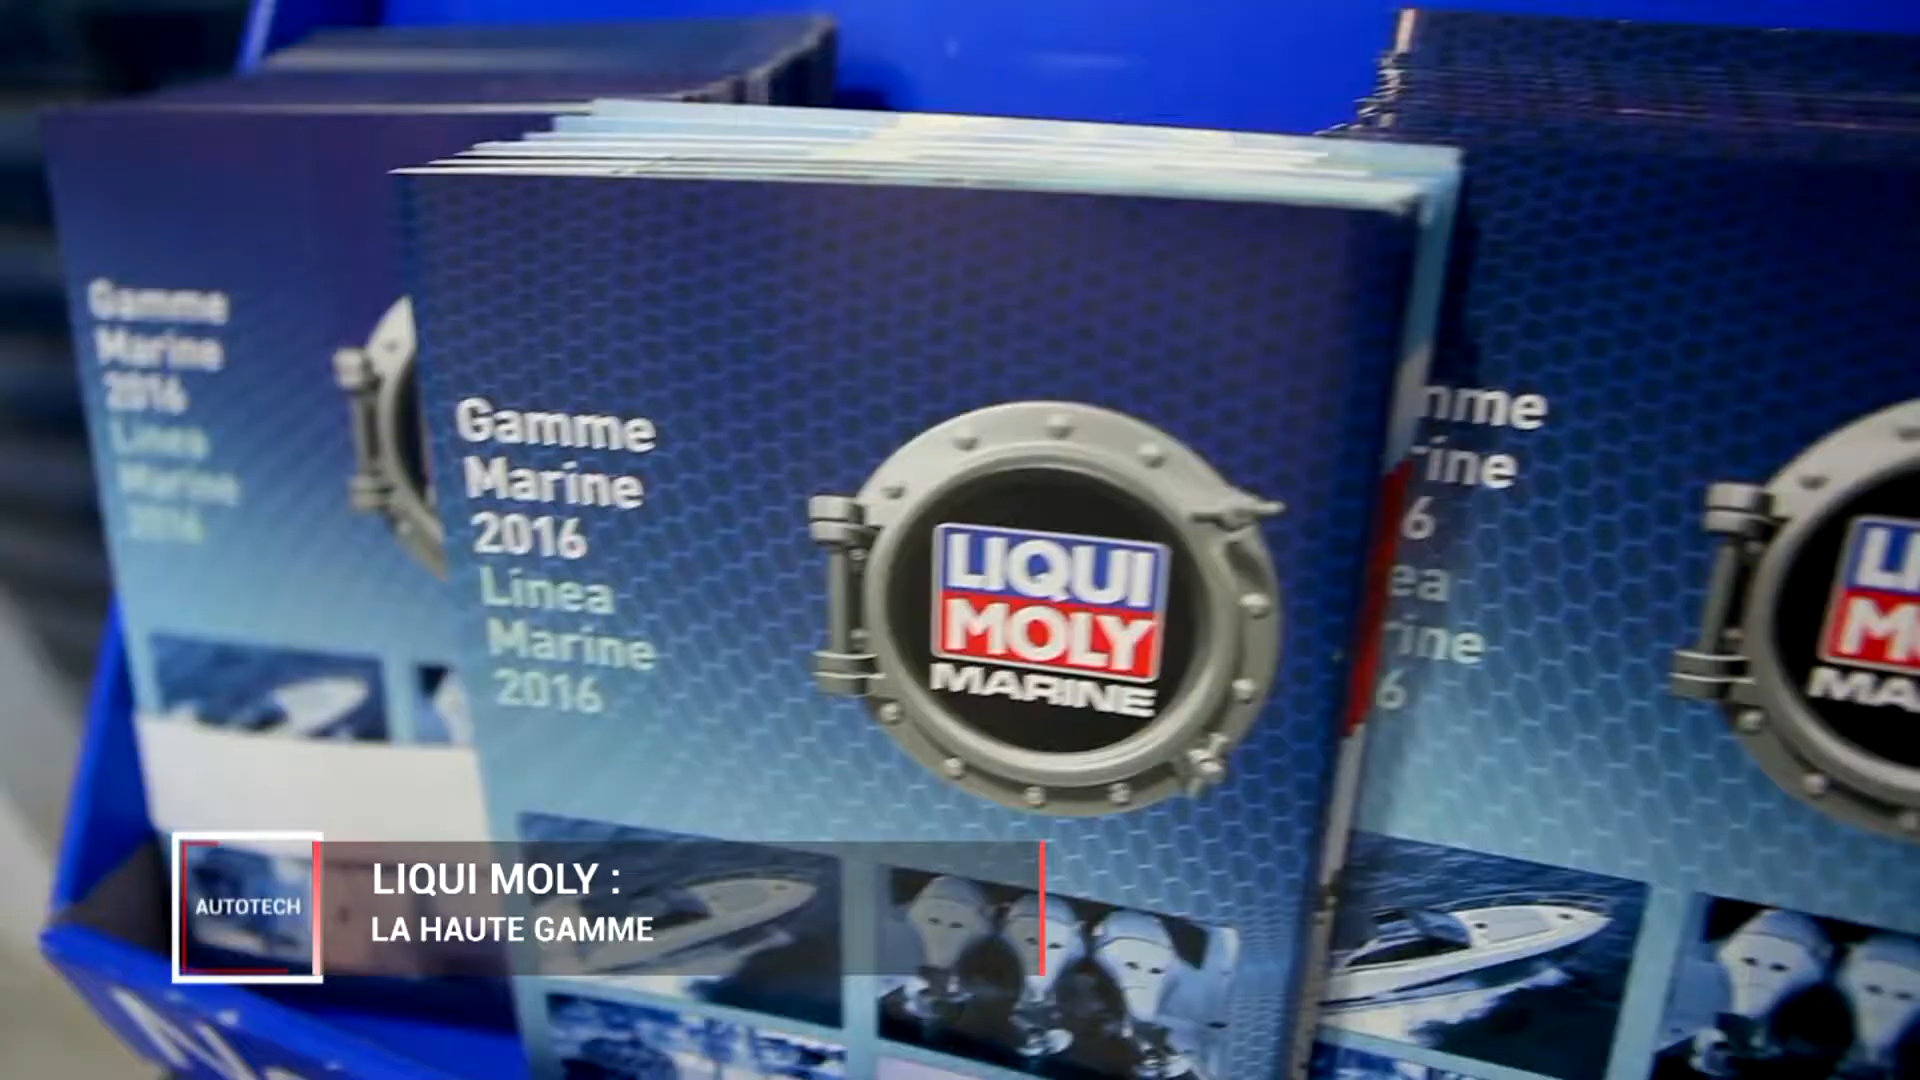 Gamme
Marine
2016
Linea
Marine
2016
Gamme
Marine
2016
Linea
Marine
2016
LIQUI
MOLY
MARINE
AUTOTECH
LIQUI MOLY :
LA HAUTE GAMME